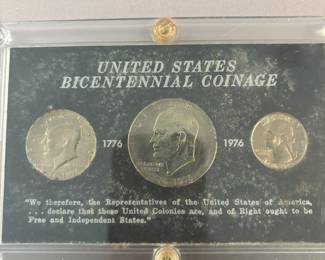 UNITED STATES
BICENTENNIAL COINAGE
1776
1976
"We therefore, the Representatives of the United States of America,
. . . declare that these United Colonies are, and of Right ought to be
Free and Independent States."